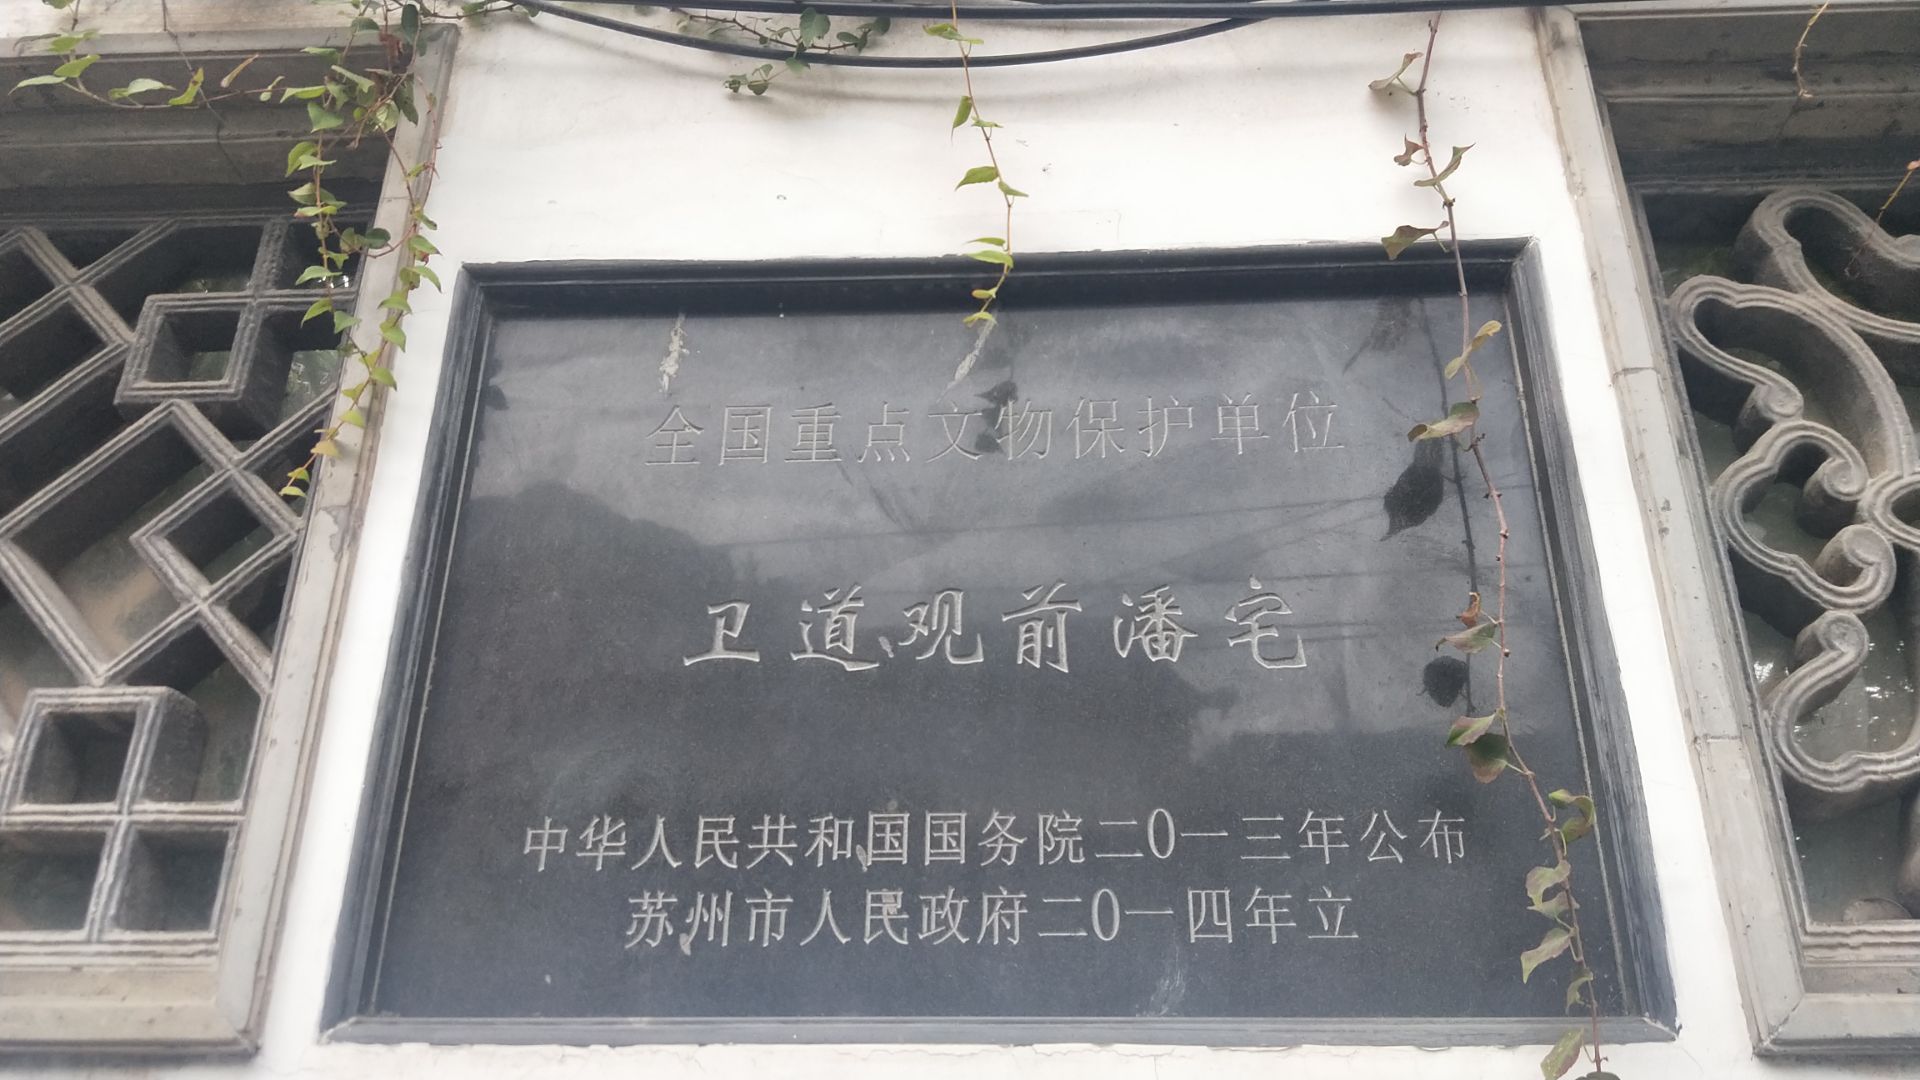 全国重点文物保护单位
卫道观前潘宅
中华人民共和国国务院二〇一三年公布
苏州市人民政府二〇一四年立